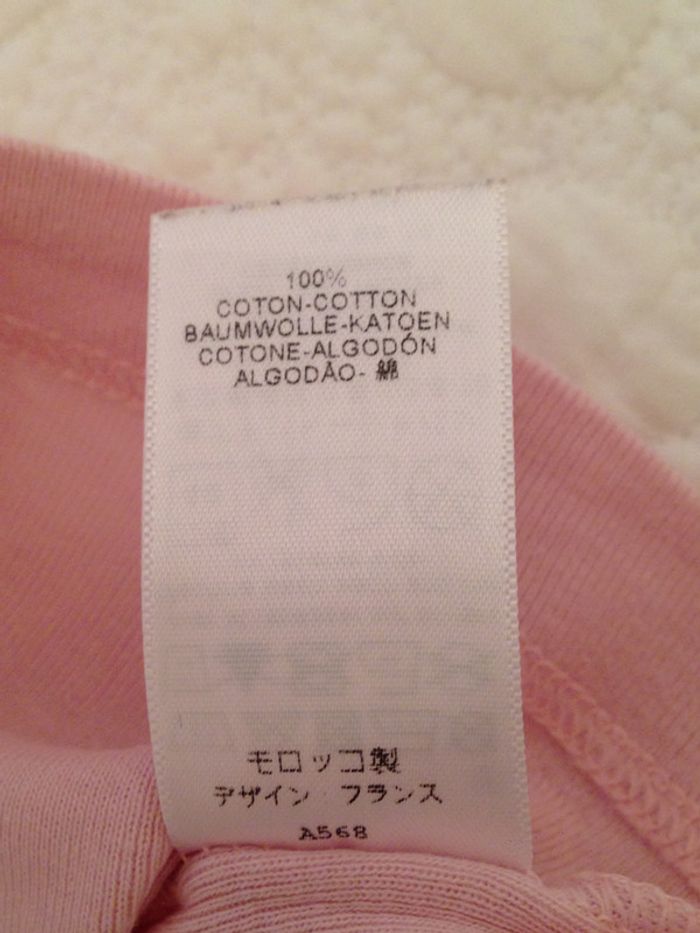 100%
COTON-COTTON
BAUMWOLLE-KATOEN
COTONE-ALGODÓN
ALGODÃO- 綿
モロッコ製
デザイン フランス
A568